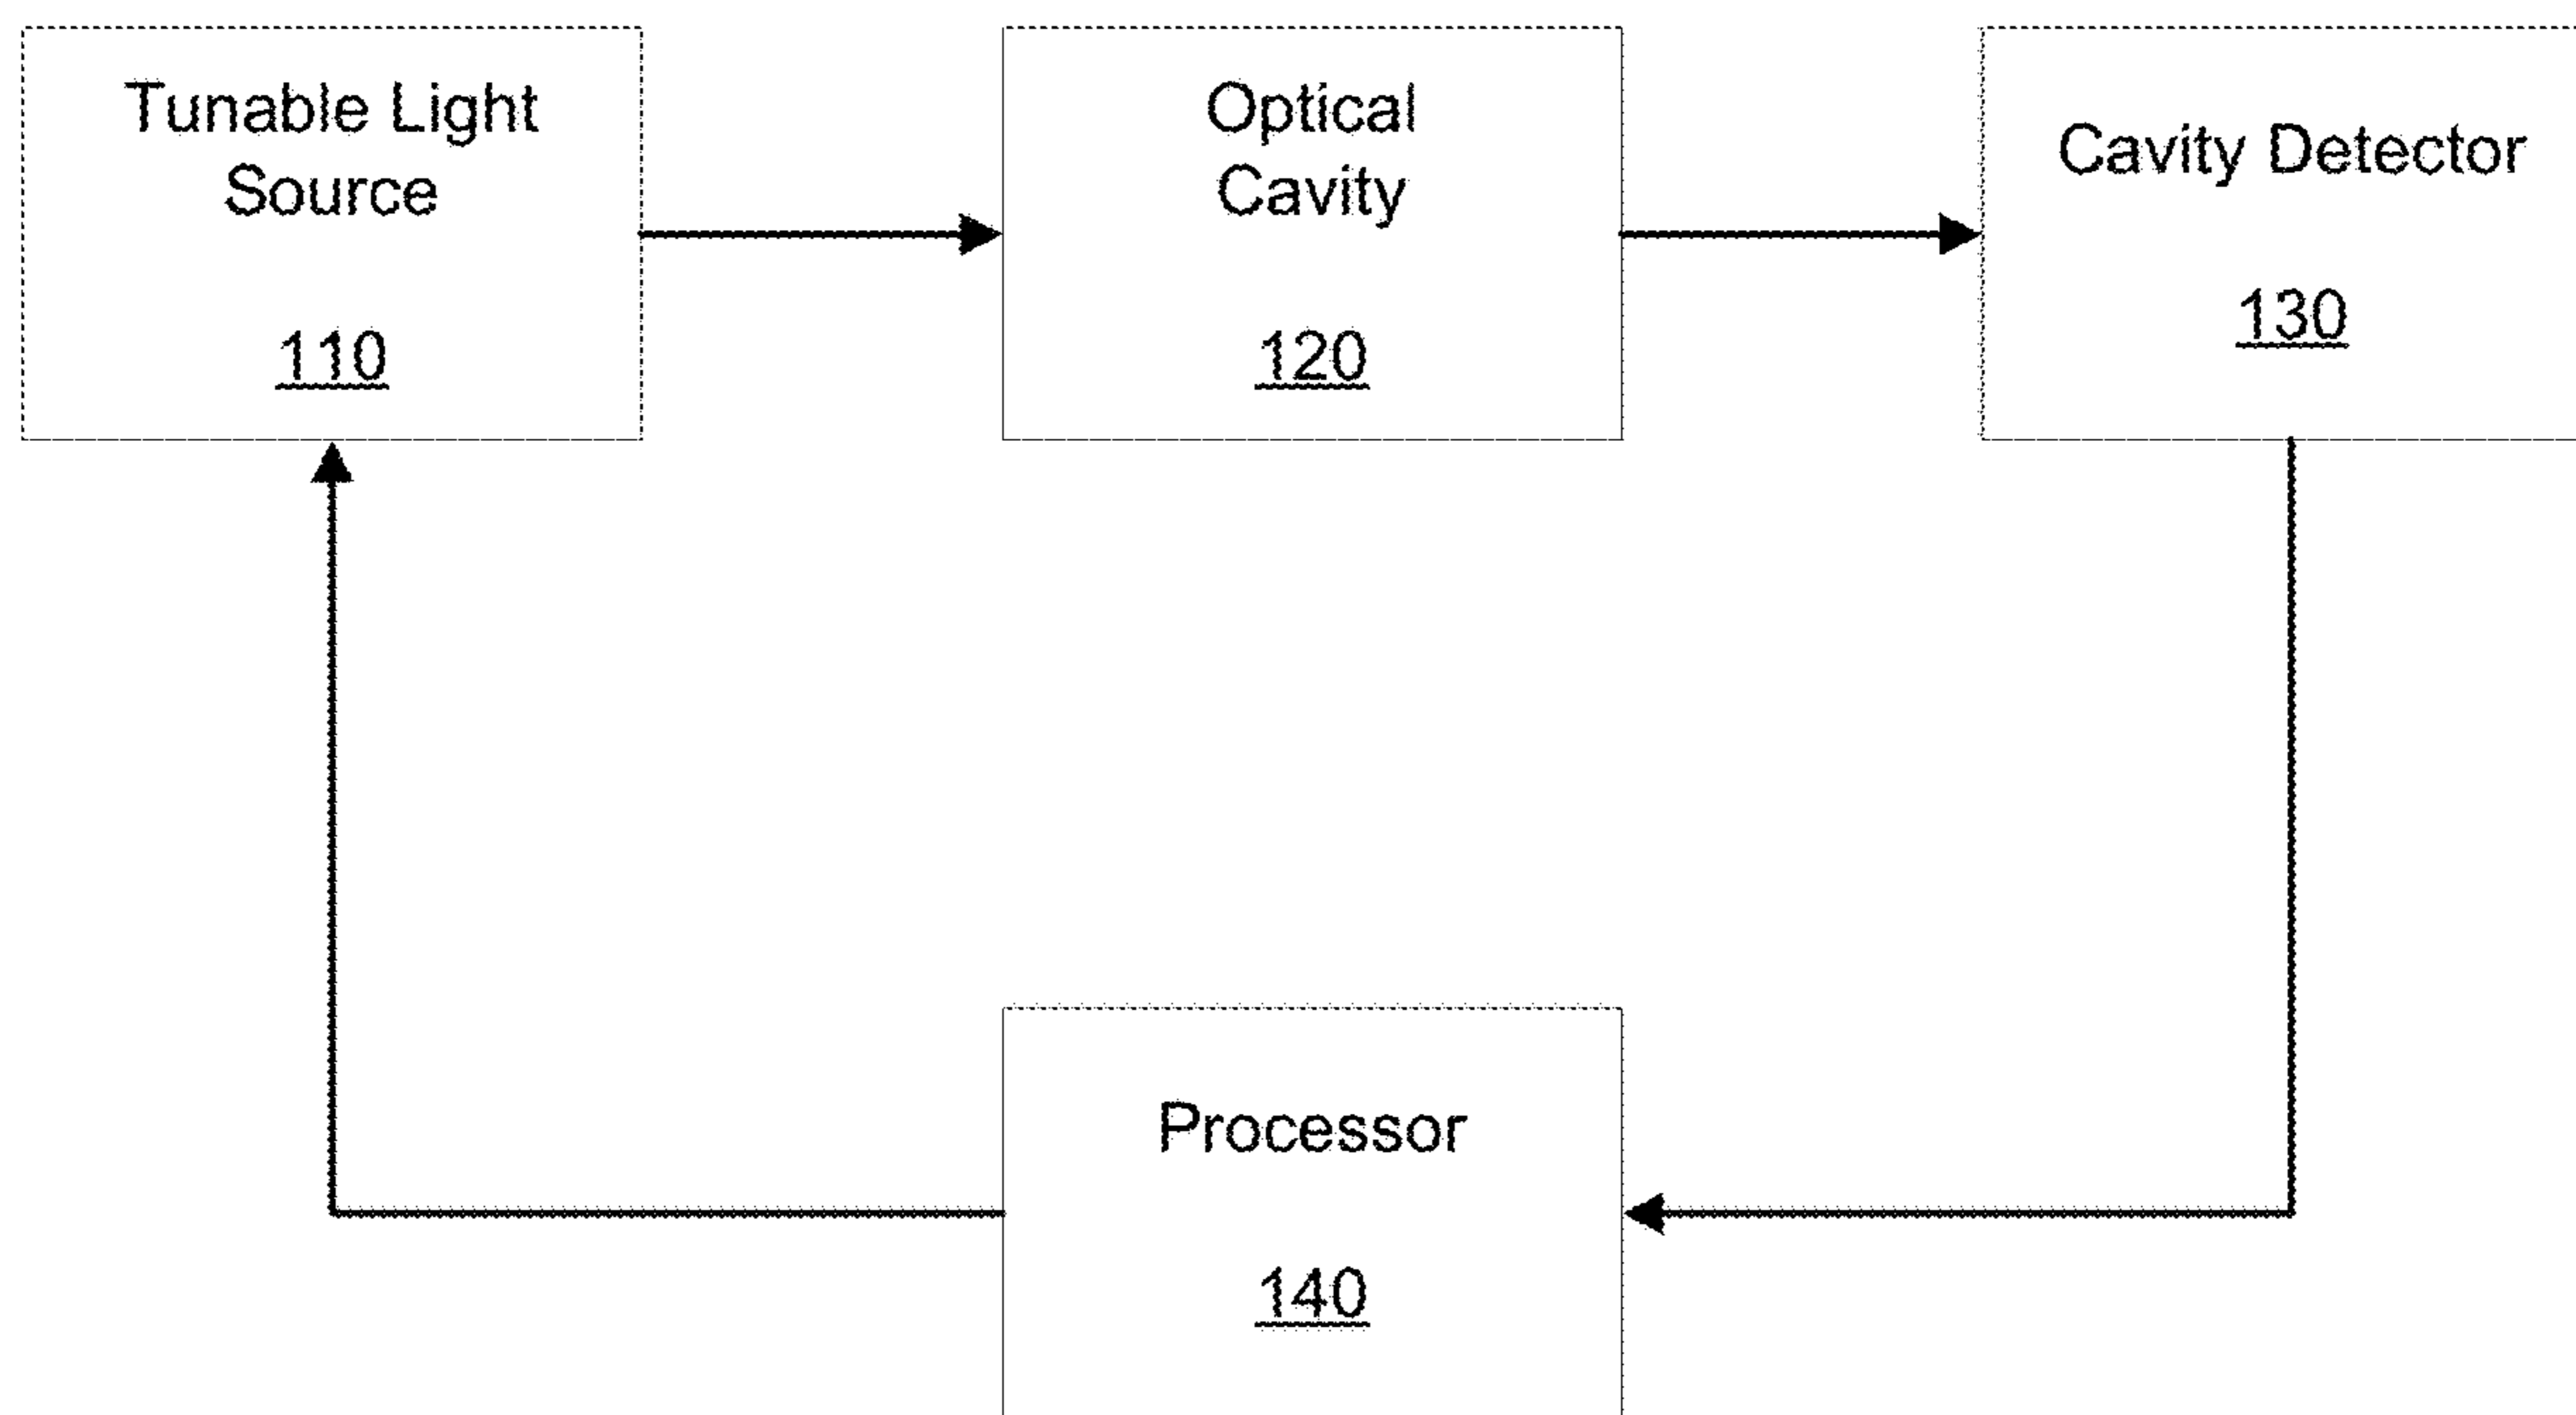 Tunable Light
Source
110
Optical
Cavity
120
Cavity Detector
130
Processor
140